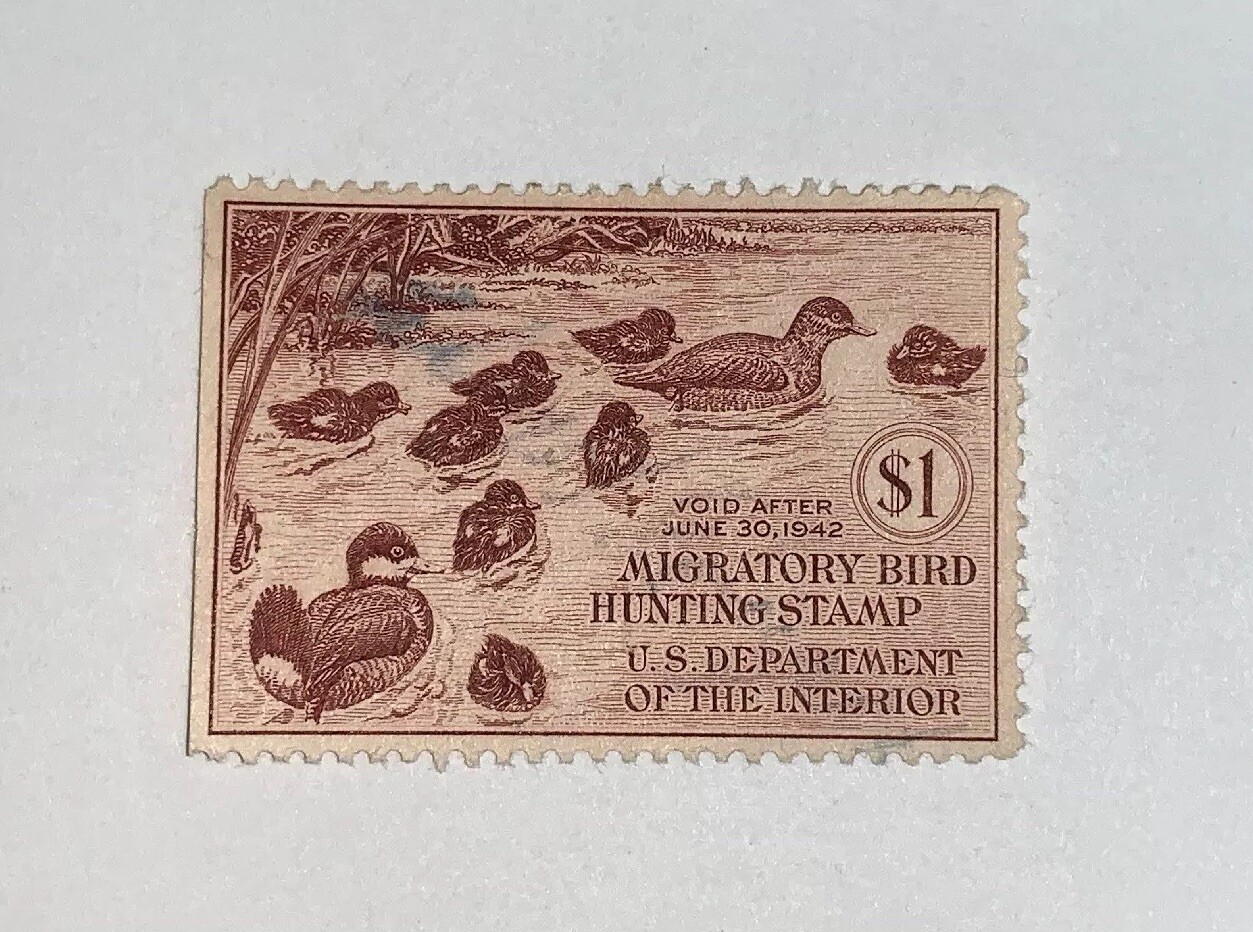 $1
VOID AFTER
JUNE 30, 1942
MIGRATORY BIRD
HUNTING STAMP
U.S. DEPARTMENT
OF THE INTERIOR